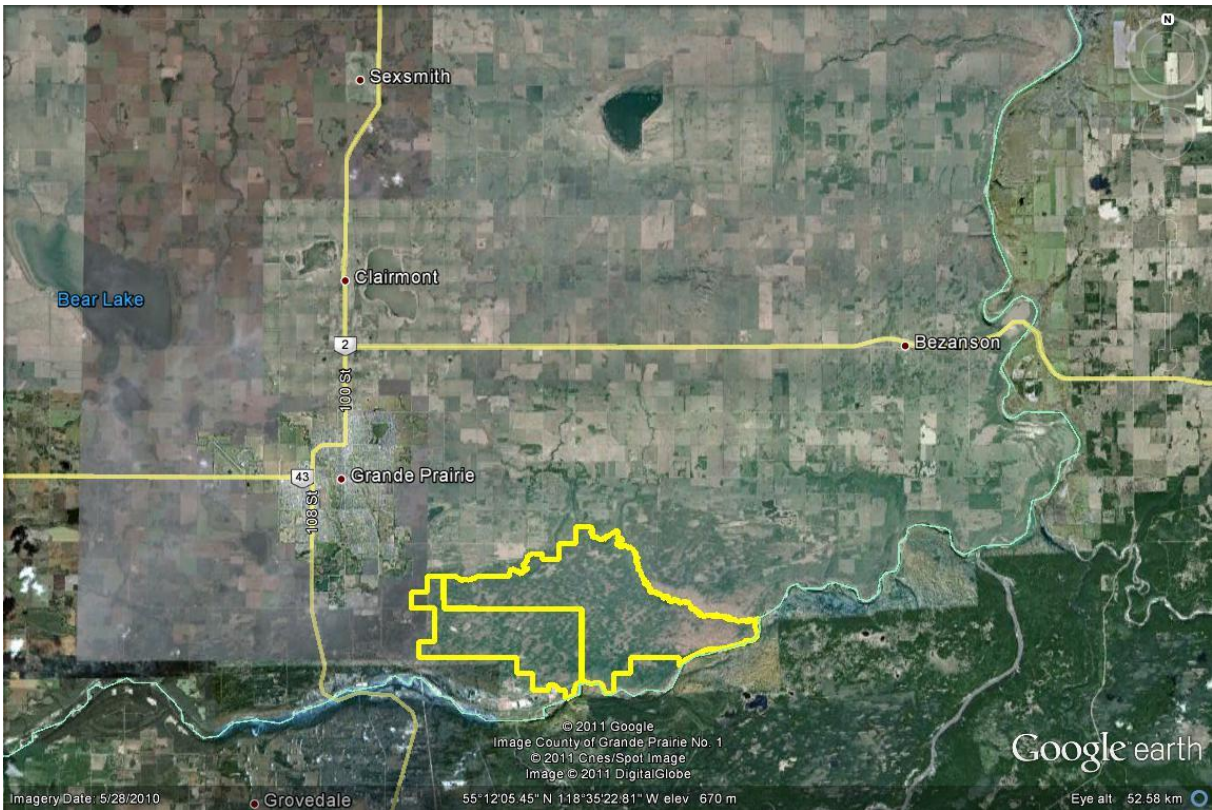 N
Sexsmith
Clairmont
Bear Lake
2
Bezanson
100 St
43
Grande Prairie
108 St
© 2011 Google
Image County of Grande Prairie No. 1
© 2011 Cnes/Spot Image
Image © 2011 DigitalGlobe
Google earth
Imagery Date: 5/28/2010
Grovedale
55°12'05.45" N 118°35'22.81" W elev 670 m
Eye alt 52.58 km